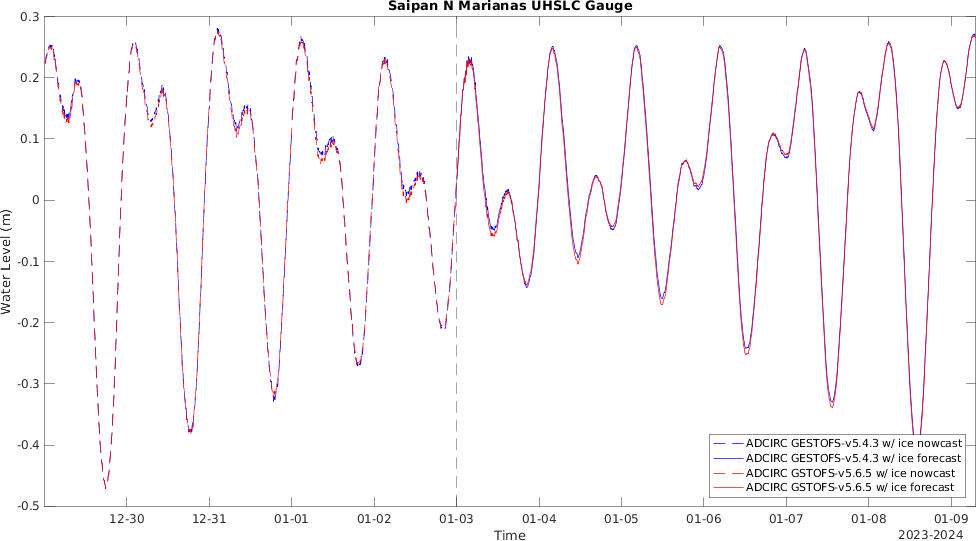 Saipan N Marianas UHSLC Gauge
0.3
0.2
0.1
0
-0.1
-0.2
-0.3
-0.4
-0.5
Water Level (m)
ADCIRC GESTOFS-v5.4.3 w/ ice nowcast
ADCIRC GESTOFS-v5.4.3 w/ ice forecast
ADCIRC GSTOFS-v5.6.5 w/ ice nowcast
ADCIRC GSTOFS-v5.6.5 w/ ice forecast
12-30 12-31 01-01 01-02 01-03 01-04 01-05 01-06 01-07 01-08 01-09
Time
2023-2024